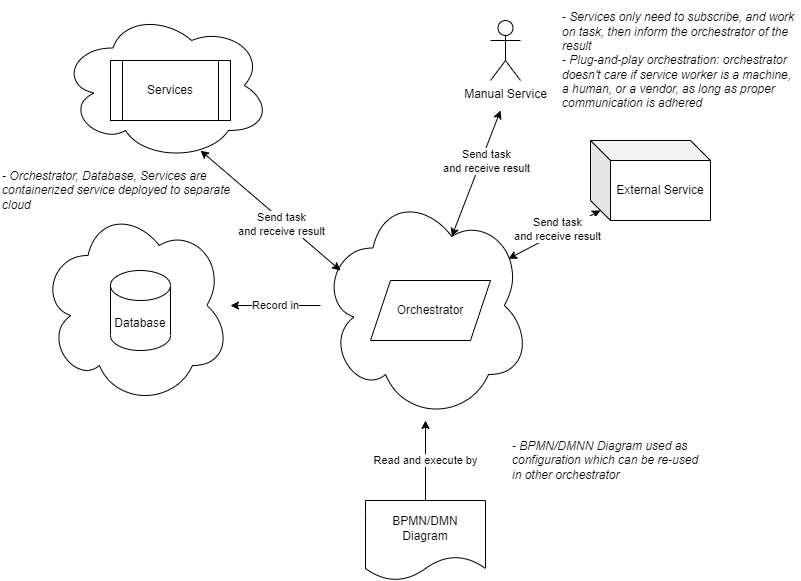 - Services only need to subscribe, and work
on task, then inform the orchestrator of the
result
- Plug-and-play orchestration: orchestrator
doesn't care if service worker is a machine,
a human, or a vendor, as long as proper
communication is adhered
Services
Manual Service
Send task
and receive result
- Orchestrator, Database, Services are
containerized service deployed to separate
cloud
External Service
Send task
and receive result
Send task
and receive result
Record in
Orchestrator
Database
- BPMN/DMNN Diagram used as
configuration which can be re-used
in other orchestrator
Read and execute by
BPMN/DMN
Diagram